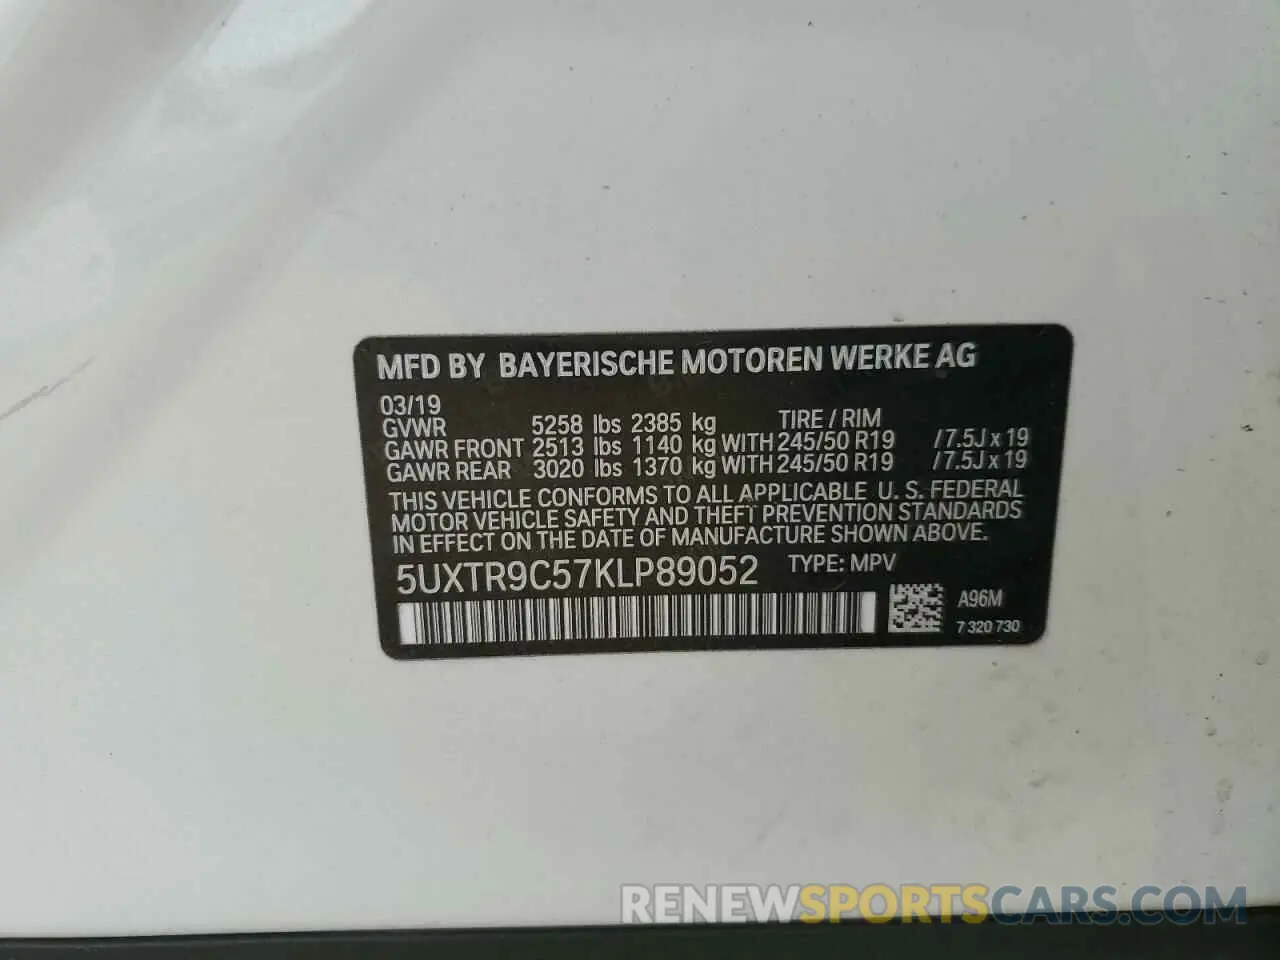 MFD BY BAYERISCHE MOTOREN WERKE AG
03/19
GVWR 5258 lbs 2385 kg TIRE / RIM
GAWR FRONT 2513 lbs 1140 kg WITH 245/50 R19 / 7.5J x 19
GAWR REAR 3020 lbs 1370 kg WITH 245/50 R19 / 7.5J x 19
THIS VEHICLE CONFORMS TO ALL APPLICABLE U. S. FEDERAL
MOTOR VEHICLE SAFETY AND THEFT PREVENTION STANDARDS
IN EFFECT ON THE DATE OF MANUFACTURE SHOWN ABOVE.
5UXTR9C57KLP89052 TYPE: MPV
A96M
7 320 730
RENEWSPORTSCARS.COM